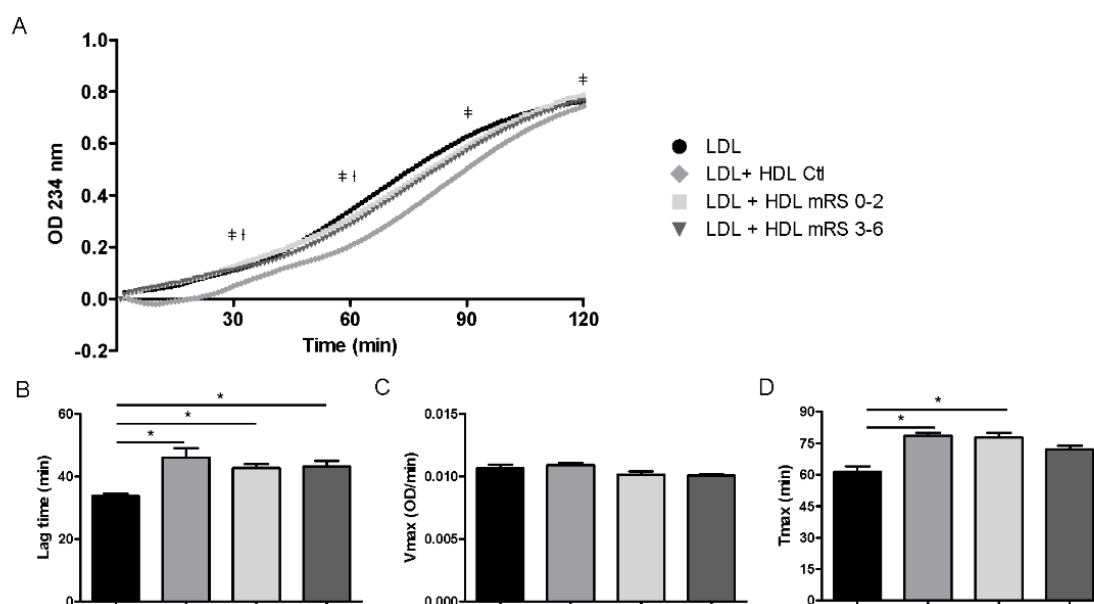 A
1.0
0.8
0.6
0.4
0.2
0.0
-0.2
OD 234 nm
ǂ ƚ
ǂ ƚ
ǂ
ǂ
30
60
90
120
Time (min)
LDL
LDL+ HDL Ctl
LDL + HDL mRS 0-2
LDL + HDL mRS 3-6
B
60
40
20
0
Lag time (min)
*
*
*
C
0.015
0.010
0.005
0.000
Vmax (OD/min)
D
90
75
60
45
30
15
0
Tmax (min)
*
*